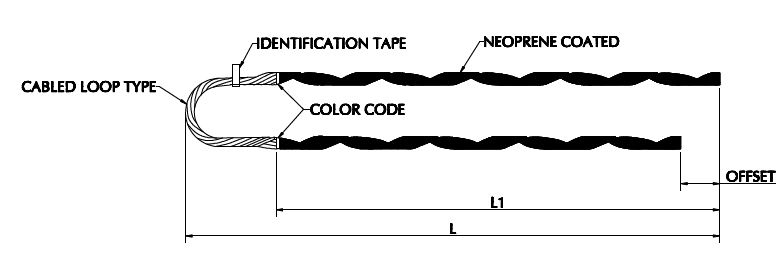 IDENTIFICATION TAPE
NEOPRENE COATED
CABLED LOOP TYPE
COLOR CODE
OFFSET
L1
L